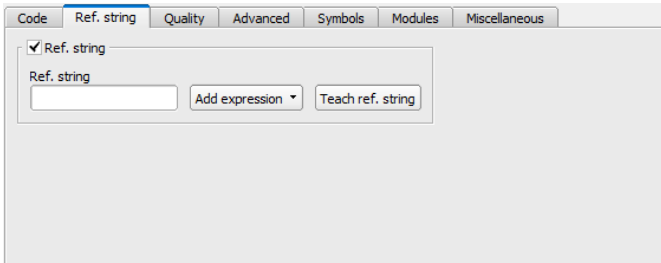 Code Ref. string Quality Advanced Symbols Modules Miscellaneous
Ref. string
Ref. string
Add expression Teach ref. string